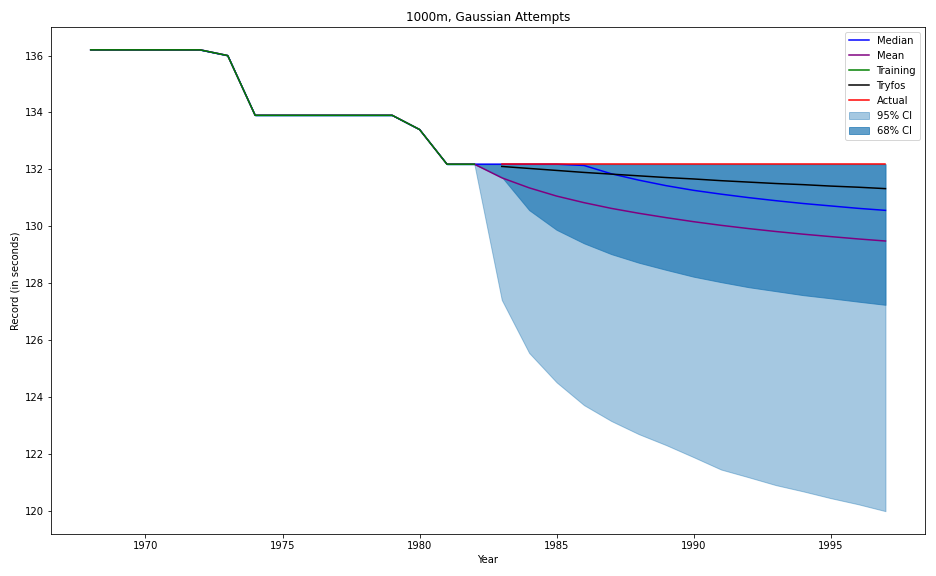 1000m, Gaussian Attempts
Median
Mean
Training
Tryfos
Actual
95% CI
68% CI
136
134
132
130
128
126
124
122
120
Record (in seconds)
1970
1975
1980
1985
1990
1995
Year